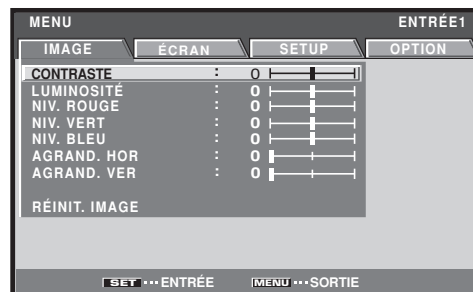 MENU ENTRÉE1
IMAGE ÉCRAN SETUP OPTION
CONTRASTE : 0
LUMINOSITÉ : 0
NIV. ROUGE : 0
NIV. VERT : 0
NIV. BLEU : 0
AGRAND. HOR : 0
AGRAND. VER : 0
RÉINIT. IMAGE
SET ··· ENTRÉE MENU ··· SORTIE